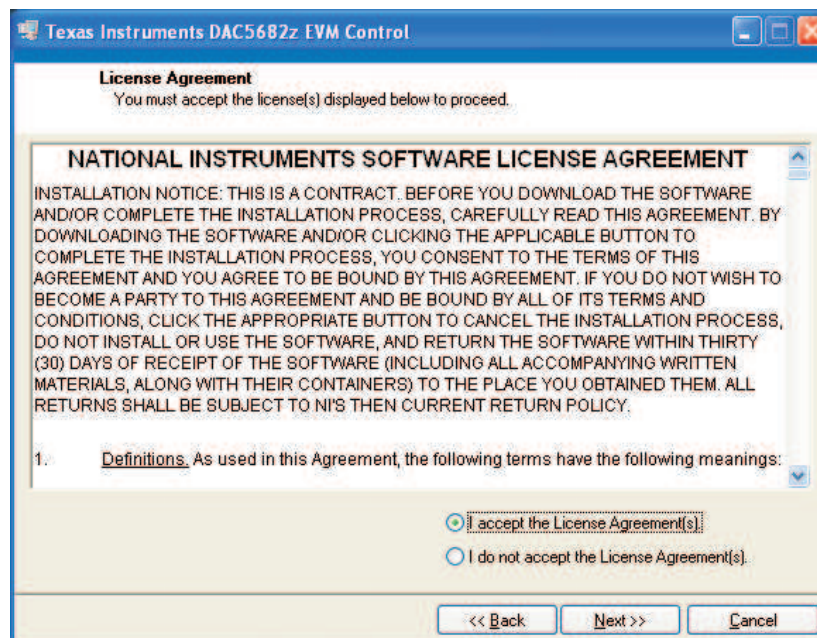 Texas Instruments DAC5682z EVM Control
License Agreement
You must accept the license(s) displayed below to proceed.
NATIONAL INSTRUMENTS SOFTWARE LICENSE AGREEMENT
INSTALLATION NOTICE: THIS IS A CONTRACT. BEFORE YOU DOWNLOAD THE SOFTWARE
AND/OR COMPLETE THE INSTALLATION PROCESS, CAREFULLY READ THIS AGREEMENT. BY
DOWNLOADING THE SOFTWARE AND/OR CLICKING THE APPLICABLE BUTTON TO
COMPLETE THE INSTALLATION PROCESS, YOU CONSENT TO THE TERMS OF THIS
AGREEMENT AND YOU AGREE TO BE BOUND BY THIS AGREEMENT. IF YOU DO NOT WISH TO
BECOME A PARTY TO THIS AGREEMENT AND BE BOUND BY ALL OF ITS TERMS AND
CONDITIONS, CLICK THE APPROPRIATE BUTTON TO CANCEL THE INSTALLATION PROCESS,
DO NOT INSTALL OR USE THE SOFTWARE, AND RETURN THE SOFTWARE WITHIN THIRTY
(30) DAYS OF RECEIPT OF THE SOFTWARE (INCLUDING ALL ACCOMPANYING WRITTEN
MATERIALS, ALONG WITH THEIR CONTAINERS) TO THE PLACE YOU OBTAINED THEM. ALL
RETURNS SHALL BE SUBJECT TO NI'S THEN CURRENT RETURN POLICY.
1. Definitions. As used in this Agreement, the following terms have the following meanings:
I accept the License Agreement(s).
I do not accept the License Agreement(s).
<< Back Next >> Cancel